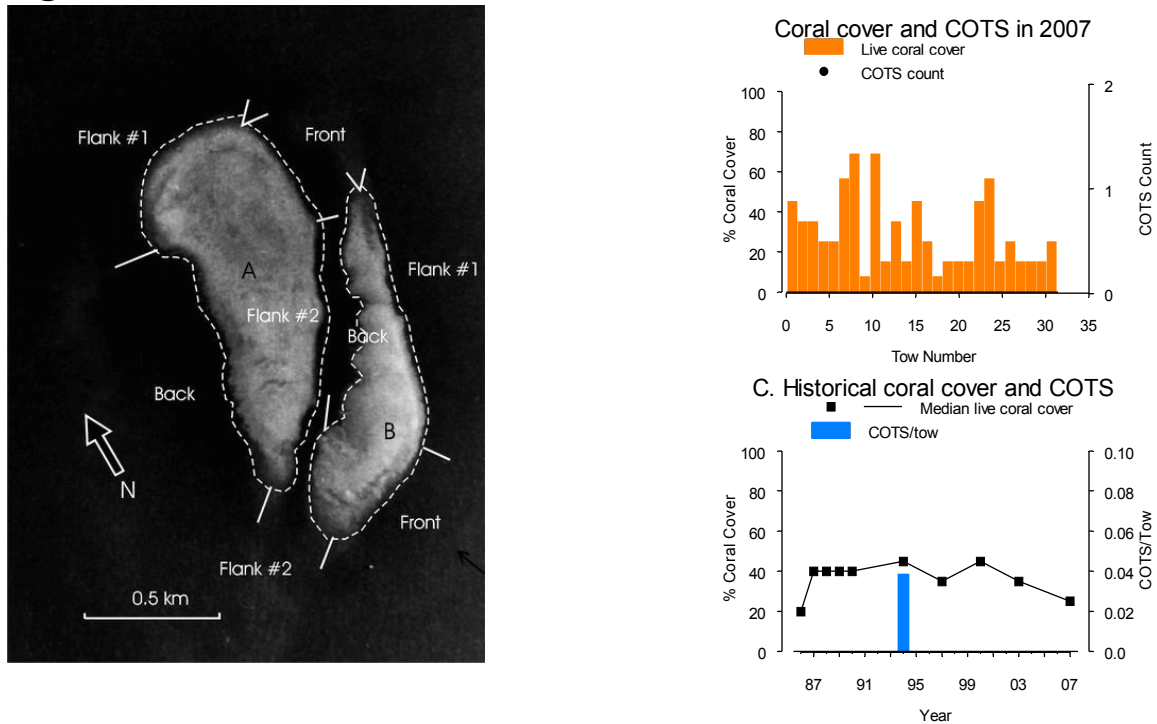 Flank #1
Front
A
Flank #1
Flank #2
Back
Back
B
N
Front
Flank #2
0.5 km
Coral cover and COTS in 2007
Live coral cover
COTS count
100
80
60
40
20
0
% Coral Cover
2
1
0
COTS Count
0 5 10 15 20 25 30 35
Tow Number
C. Historical coral cover and COTS
Median live coral cover
COTS/tow
100
80
60
40
20
0
% Coral Cover
0.10
0.08
0.06
0.04
0.02
0.0
COTS/Tow
87 91 95 99 03 07
Year